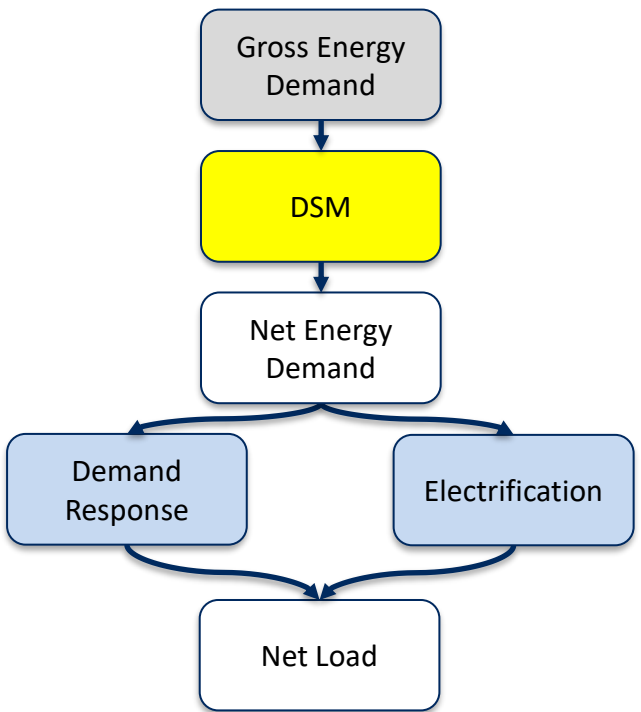 Gross Energy
Demand
DSM
Net Energy
Demand
Demand
Response
Electrification
Net Load